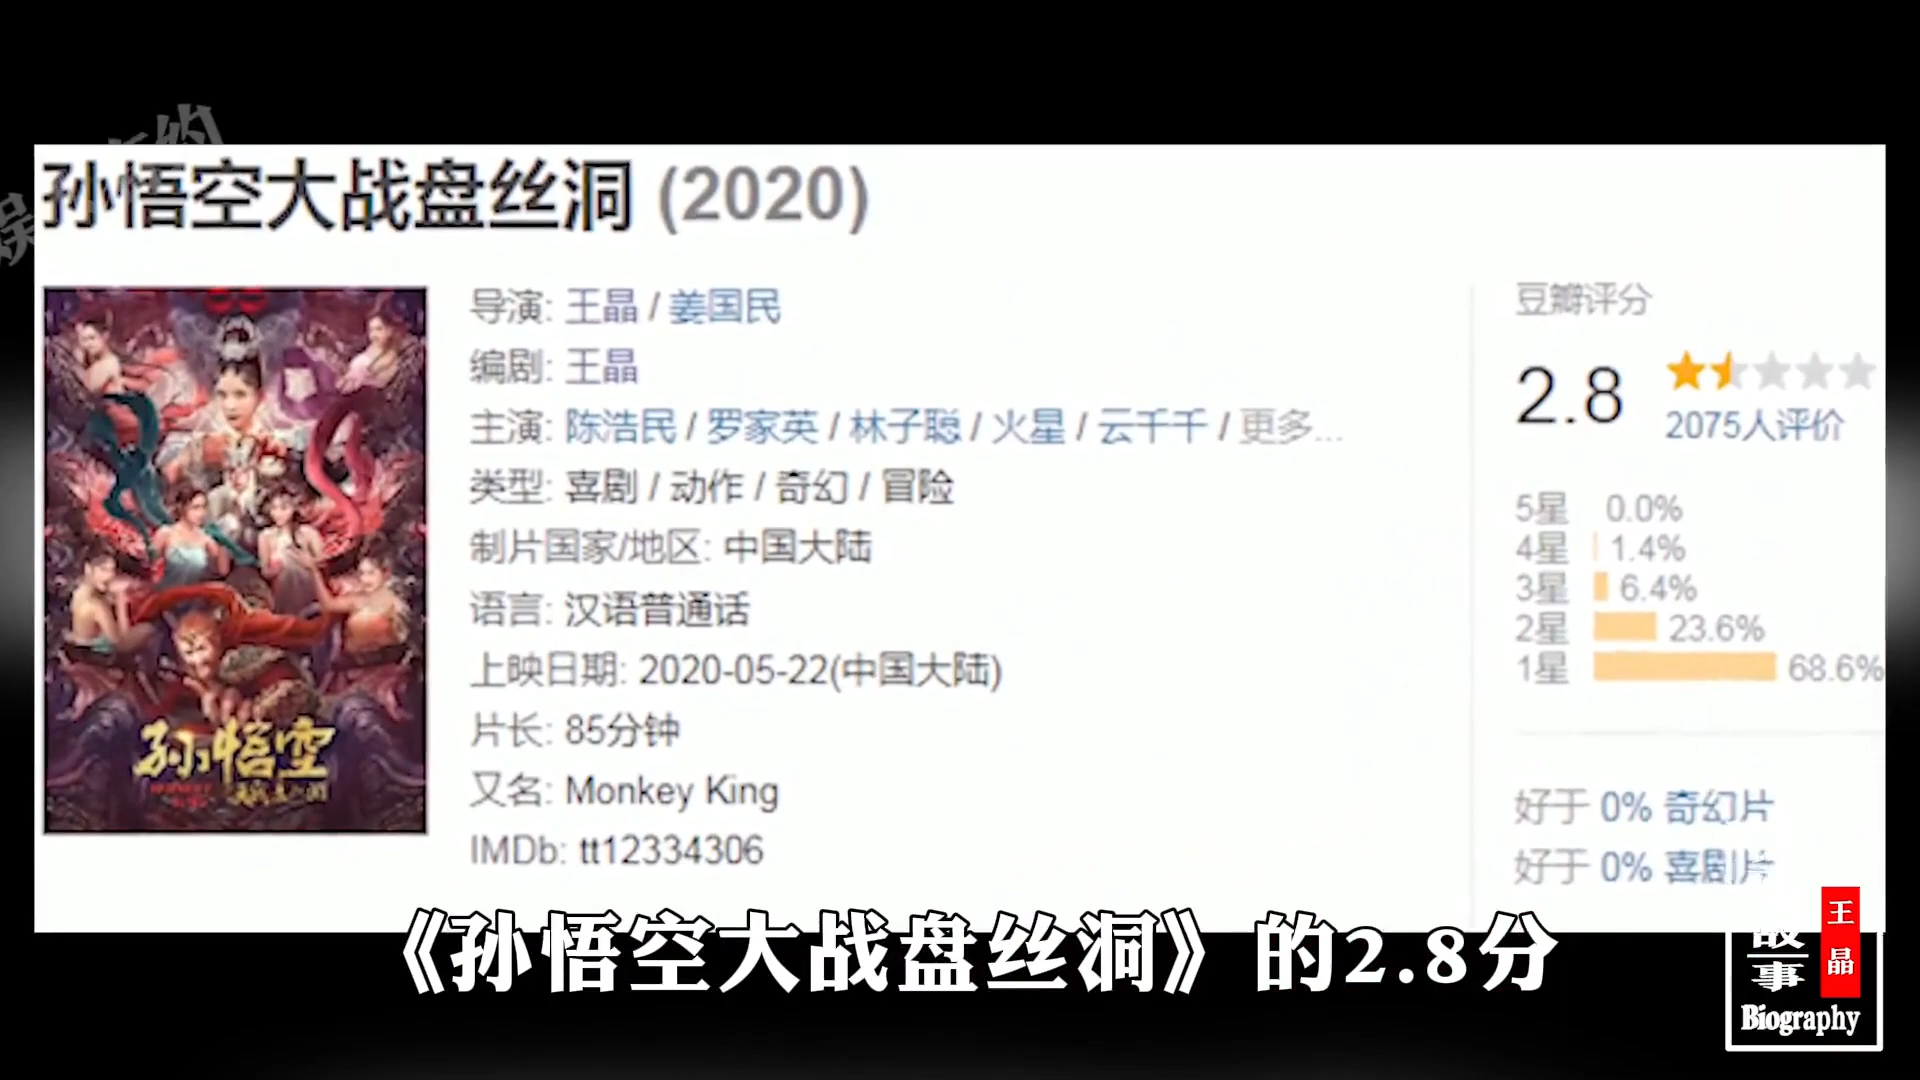 孙悟空大战盘丝洞 (2020)
导演: 王晶 / 姜国民
编剧: 王晶
主演: 陈浩民 / 罗家英 / 林子聪 / 火星 / 云千千 / 更多...
类型: 喜剧 / 动作 / 奇幻 / 冒险
制片国家/地区: 中国大陆
语言: 汉语普通话
上映日期: 2020-05-22(中国大陆)
片长: 85分钟
又名: Monkey King
IMDb: tt12334306
豆瓣评分
2.8
2075人评价
5星 0.0%
4星 1.4%
3星 6.4%
2星 23.6%
1星 68.6%
好于 0% 奇幻片
好于 0% 喜剧片
孙悟空
《孙悟空大战盘丝洞》的2.8分
王晶
故事
Biography